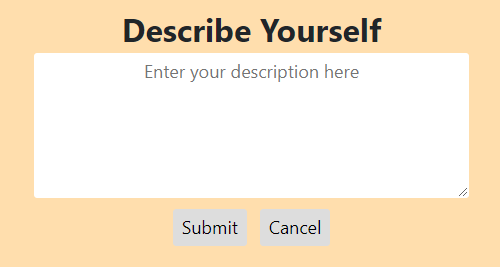 Describe Yourself
Enter your description here
Submit Cancel